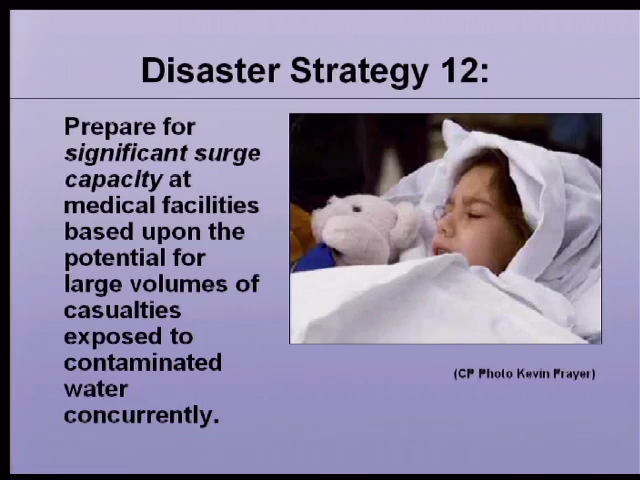 Disaster Strategy 12:
Prepare for
significant surge
capacity at
medical facilities
based upon the
potential for
large volumes of
casualties
exposed to
contaminated
water
concurrently.
(CP Photo Kevin Frayer)